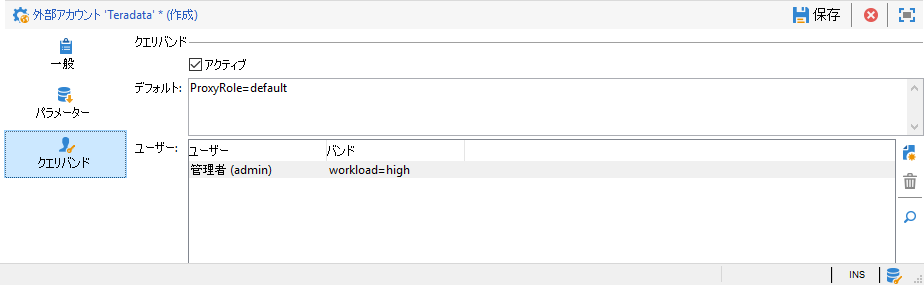 外部アカウント 'Teradata' * (作成)
保存
クエリバンド
一般
アクティブ
デフォルト:
ProxyRole=default
パラメーター
クエリバンド
ユーザー:
ユーザー バンド
管理者 (admin) workload=high
INS